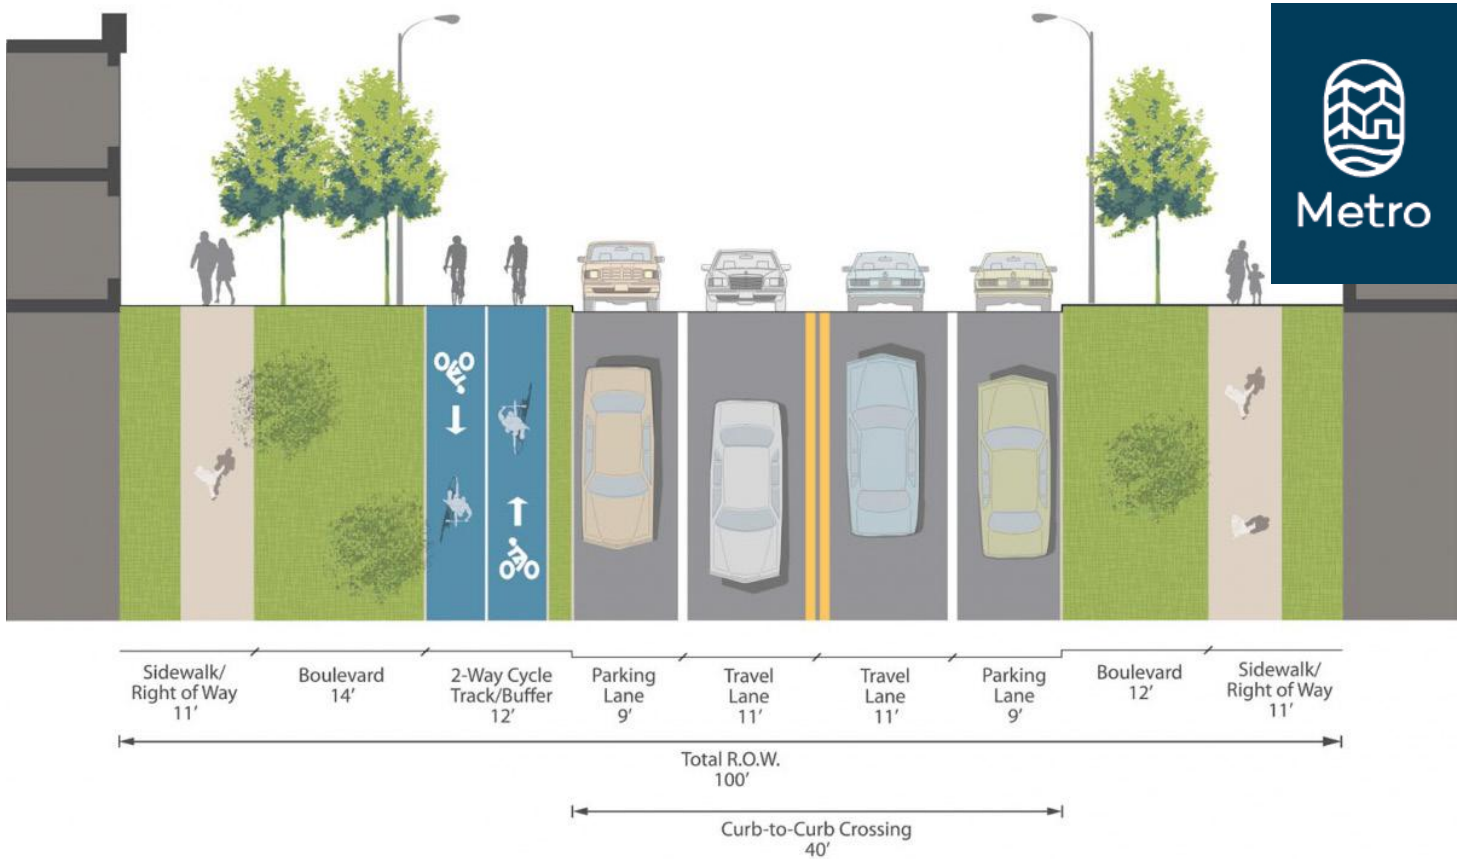 Metro
Sidewalk/
Right of Way
11'
Boulevard
14'
2-Way Cycle
Track/Buffer
12'
Parking
Lane
9'
Travel
Lane
11'
Travel
Lane
11'
Parking
Lane
9'
Boulevard
12'
Sidewalk/
Right of Way
11'
Total R.O.W.
100'
Curb-to-Curb Crossing
40'